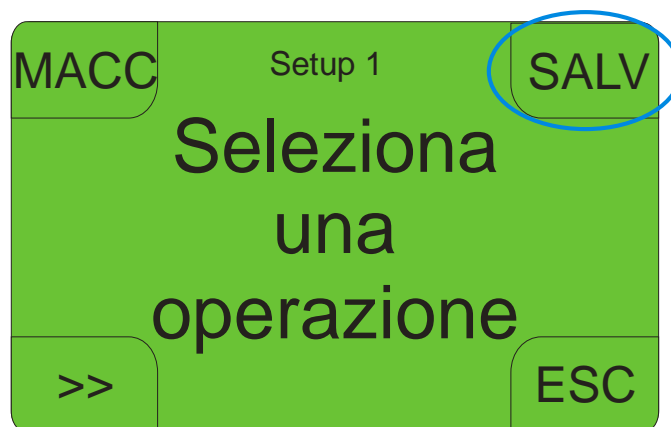 MACC Setup 1 SALV
Seleziona
una
operazione
>> ESC